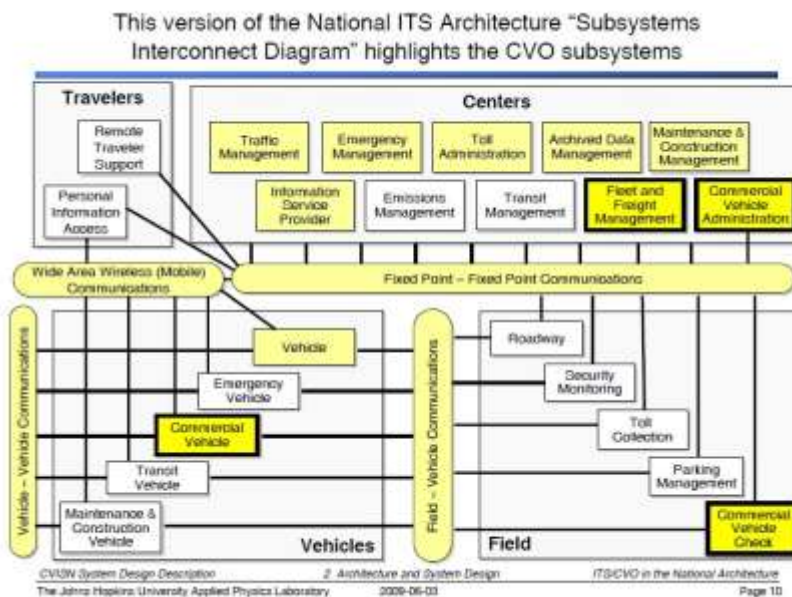 This version of the National ITS Architecture “Subsystems
Interconnect Diagram” highlights the CVO subsystems
Travelers
Remote
Traveler
Support
Personal
Information
Access
Centers
Traffic
Management
Emergency
Management
Toll
Administration
Archived Data
Management
Maintenance &
Construction
Management
Information
Service
Provider
Emissions
Management
Transit
Management
Fleet and
Freight
Management
Commercial
Vehicle
Administration
Wide Area Wireless (Mobile)
Communications
Fixed Point – Fixed Point Communications
Vehicle – Vehicle Communications
Vehicle
Emergency
Vehicle
Commercial
Vehicle
Transit
Vehicle
Maintenance &
Construction
Vehicle
Vehicles
Field – Vehicle Communications
Roadway
Security
Monitoring
Toll
Collection
Parking
Management
Commercial
Vehicle
Check
Field
CVISN System Design Description 2 Architecture and System Design ITS/CVO in the National Architecture
The Johns Hopkins University Applied Physics Laboratory 2009-06-03 Page 10